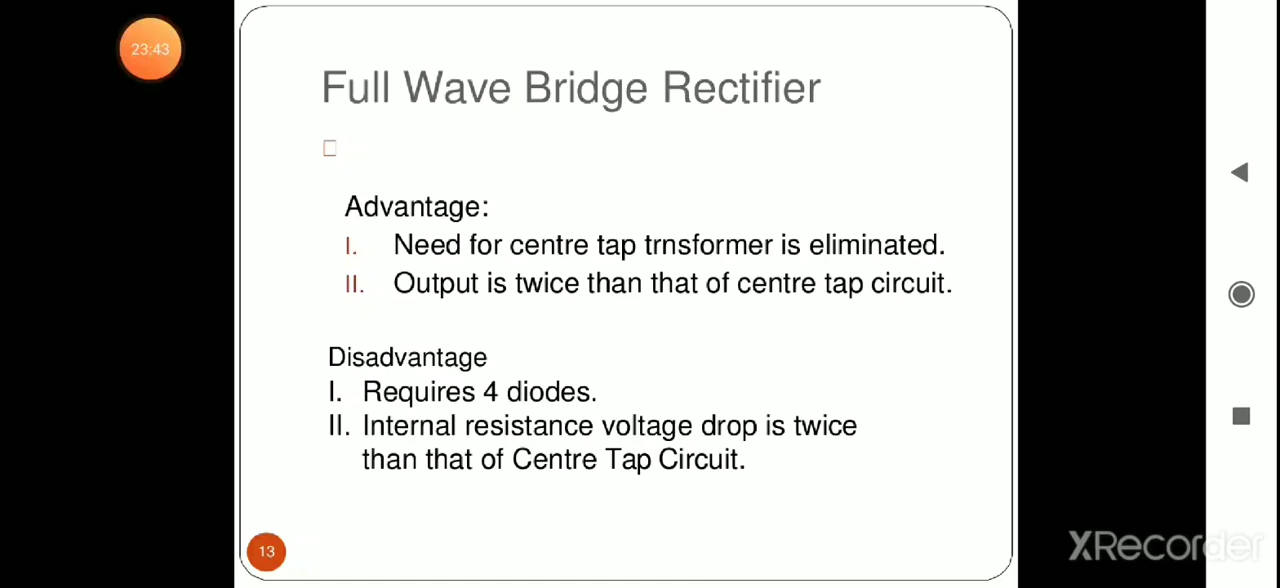 23:43
Full Wave Bridge Rectifier
Advantage:
I. Need for centre tap trnsformer is eliminated.
II. Output is twice than that of centre tap circuit.
Disadvantage
I. Requires 4 diodes.
II. Internal resistance voltage drop is twice
than that of Centre Tap Circuit.
13
XRecorder